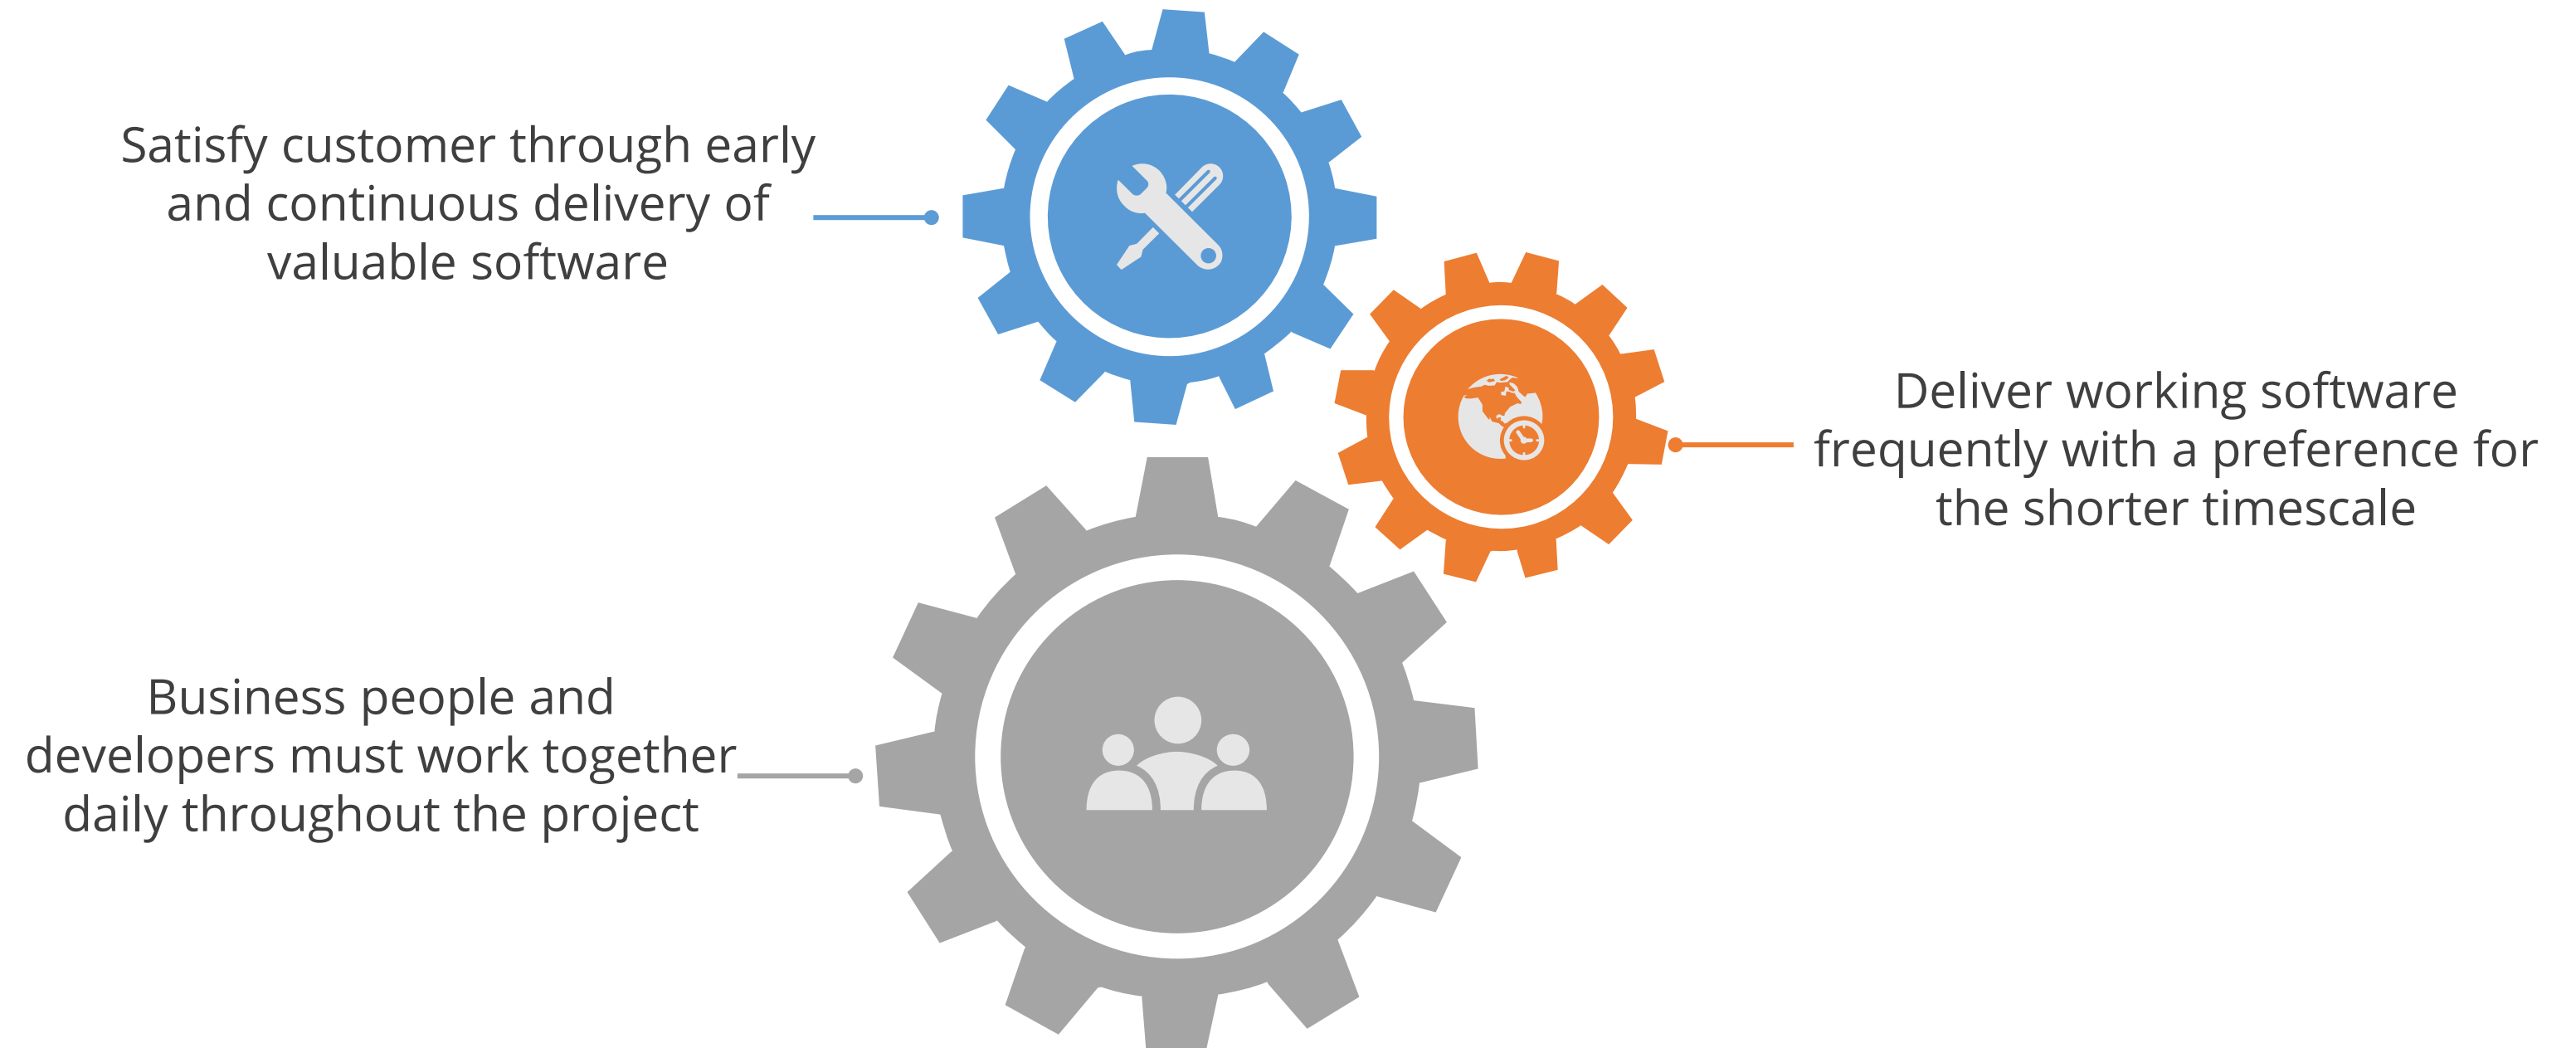 Satisfy customer through early
and continuous delivery of
valuable software
Deliver working software
frequently with a preference for
the shorter timescale
Business people and
developers must work together
daily throughout the project